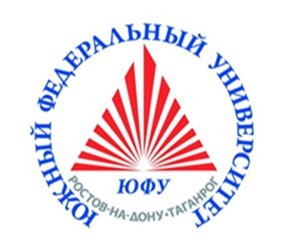 ЮЖНЫЙ ФЕДЕРАЛЬНЫЙ УНИВЕРСИТЕТ
ЮФУ
РОСТОВ-НА-ДОНУ•ТАГАНРОГ